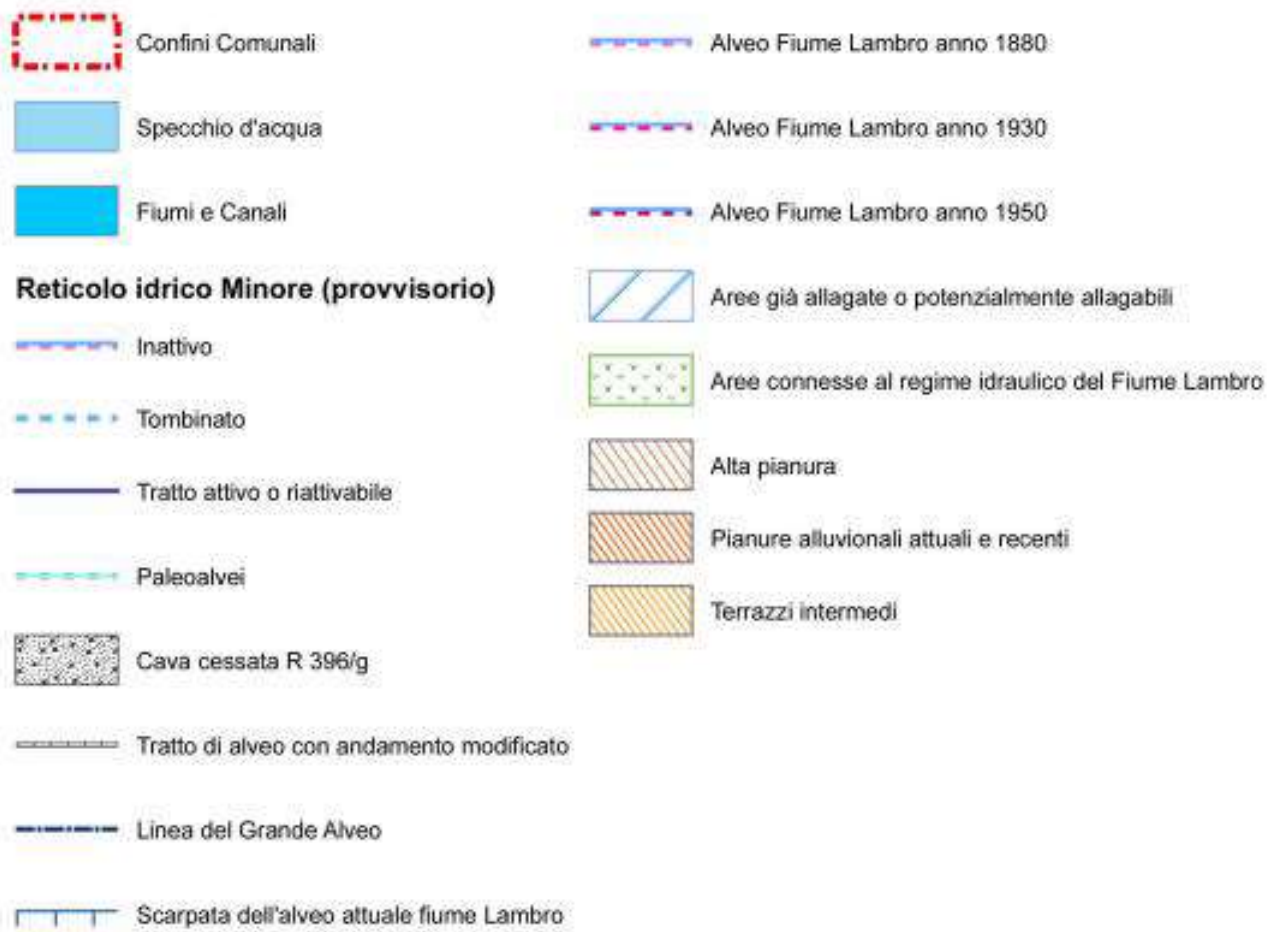 Confini Comunali
Specchio d'acqua
Fiumi e Canali
Reticolo idrico Minore (provvisorio)
Inattivo
Tombinato
Tratto attivo o riattivabile
Paleoalvei
Cava cessata R 396/g
Tratto di alveo con andamento modificato
Linea del Grande Alveo
Scarpata dell'alveo attuale fiume Lambro
Alveo Fiume Lambro anno 1880
Alveo Fiume Lambro anno 1930
Alveo Fiume Lambro anno 1950
Aree già allagate o potenzialmente allagabili
Aree connesse al regime idraulico del Fiume Lambro
Alta pianura
Pianure alluvionali attuali e recenti
Terrazzi intermedi